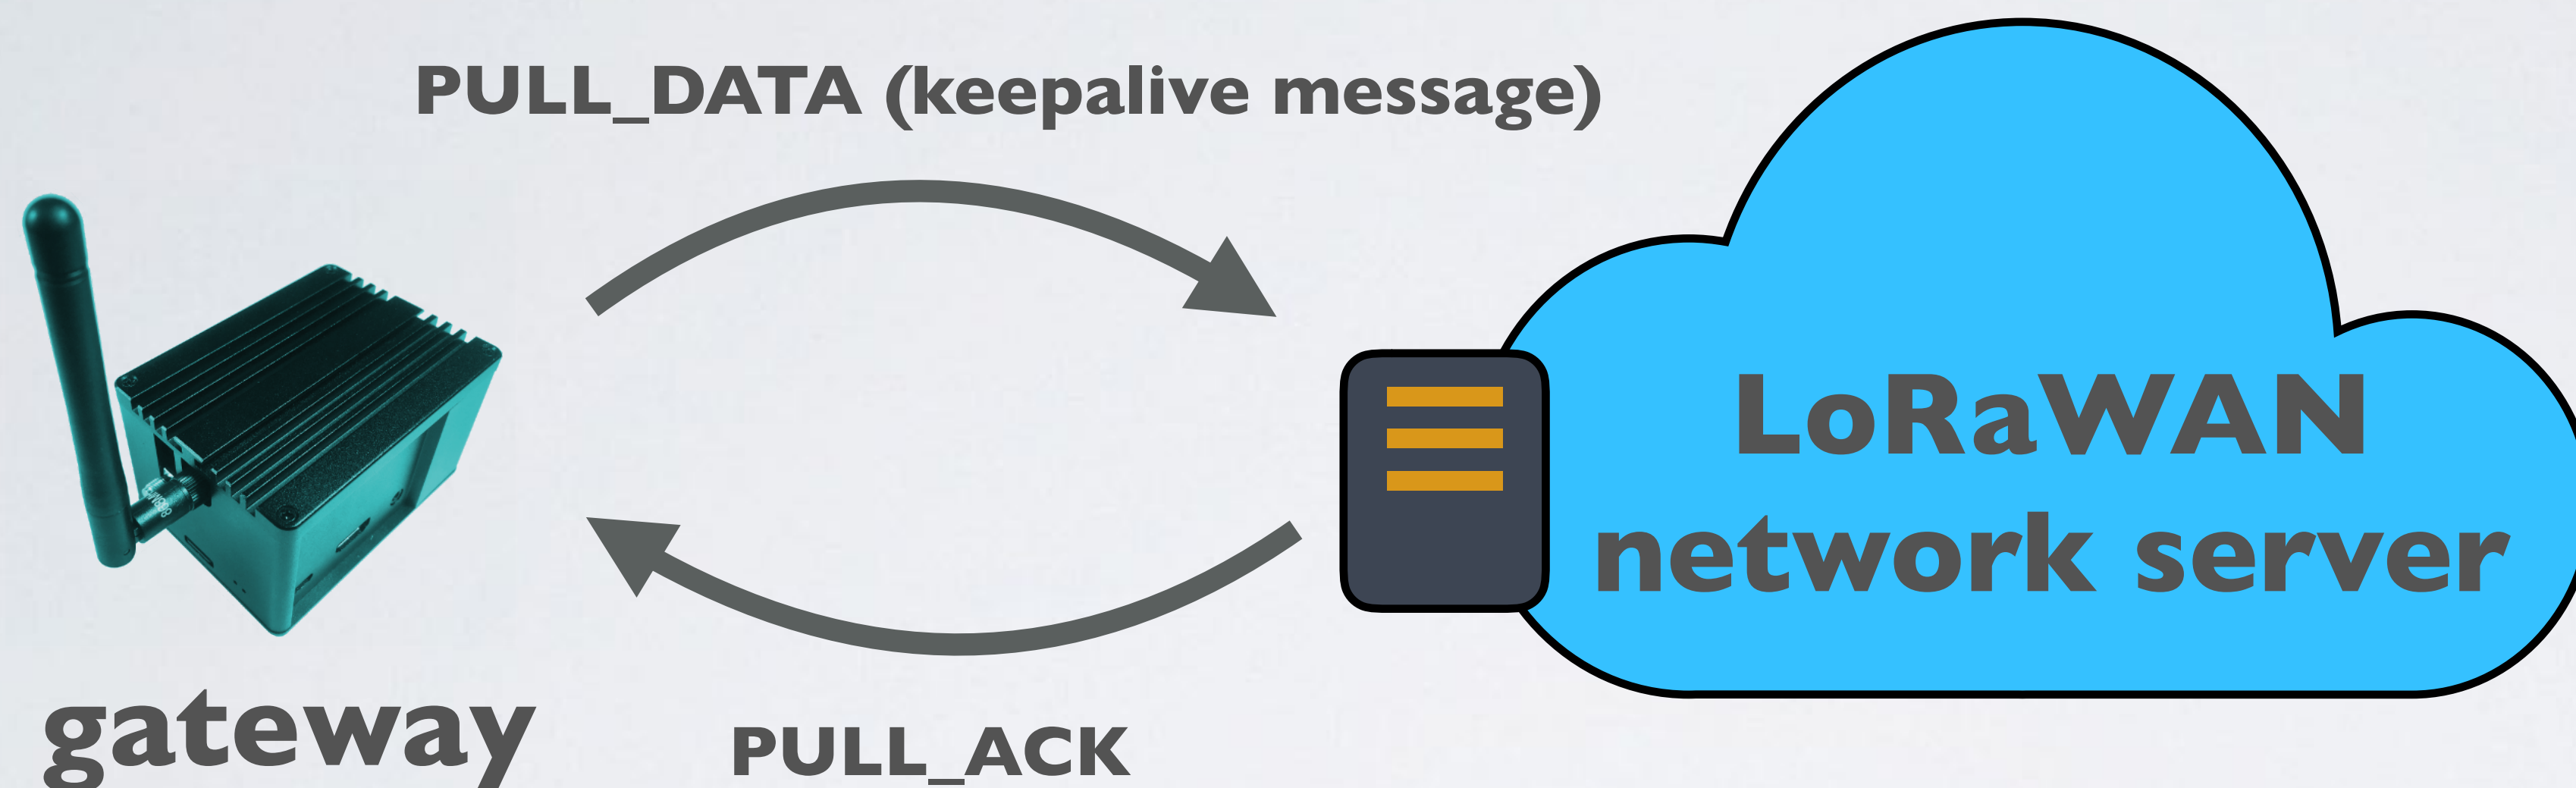 PULL_DATA (keepalive message)
LoRaWAN
network server
gateway
PULL_ACK